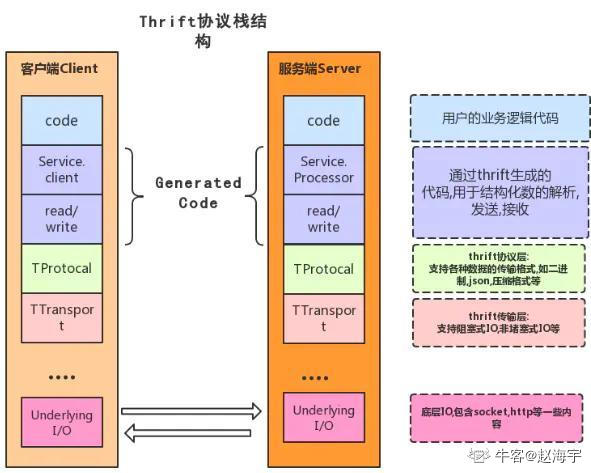 Thrift协议栈结
构
客户端Client
code
Service.
client
read/
write
TProtocal
TTranspor
t
....
Underlying
I/O
Generated
Code
服务端Server
code
Service.
Processor
read/
write
TProtocal
TTranspor
t
....
Underlying
I/O
用户的业务逻辑代码
通过thrift生成的
代码,用于结构化数的解析,
发送,接收
thrift协议层:
支持各种数据的传输格式,如二进
制,json,压缩格式等
thrift传输层:
支持阻塞式IO,非堵塞式IO等
底层IO,包含socket,http等一些内
容
牛客@赵海宇